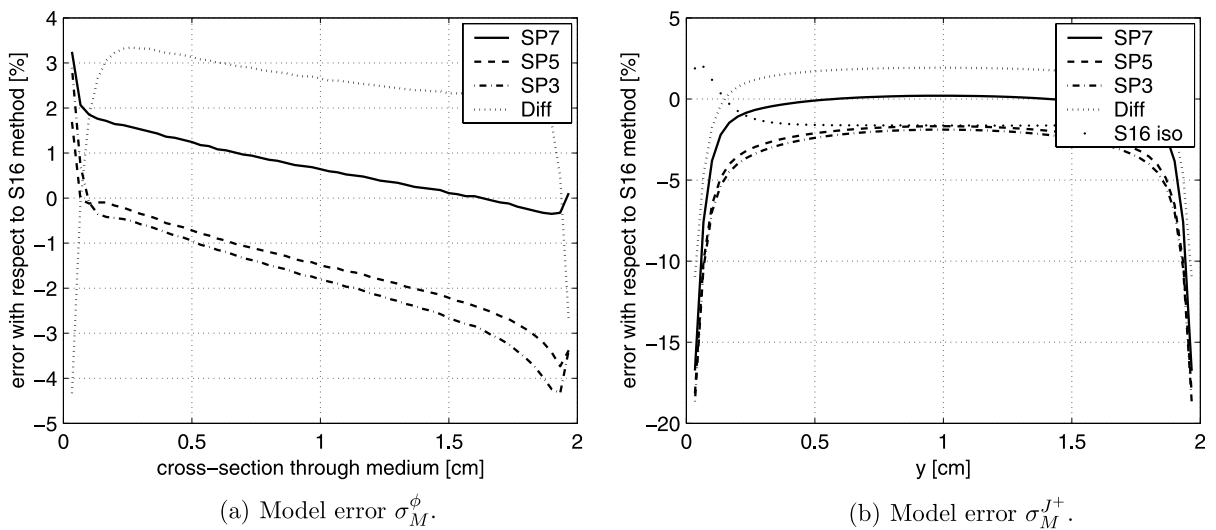 4
3
2
1
0
−1
−2
−3
−4
−5
0
0.5
1
1.5
2
error with respect to S16 method [%]
cross−section through medium [cm]
SP7
SP5
SP3
Diff
(a) Model error σ_M^ϕ.
5
0
−5
−10
−15
−20
0
0.5
1
1.5
2
error with respect to S16 method [%]
y [cm]
SP7
SP5
SP3
Diff
S16 iso
(b) Model error σ_M^{J+}.